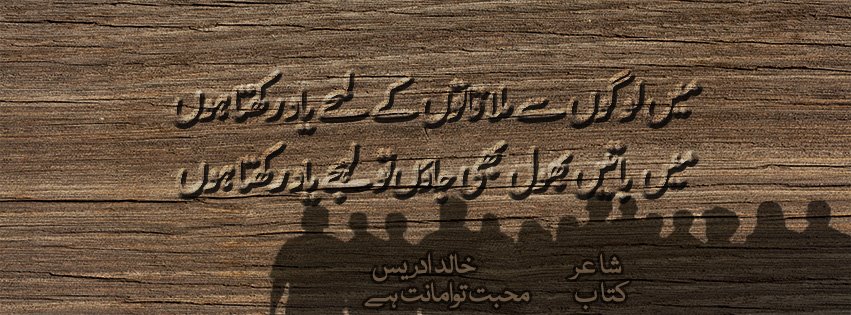 میں لوگوں سے ملاقاتوں کے لمحے یاد رکھتا ہوں
میں باتیں بھول بھی جاؤں تو لہجے یاد رکھتا ہوں
شاعر خالد ادریس
کتاب محبت تو امانت ہے